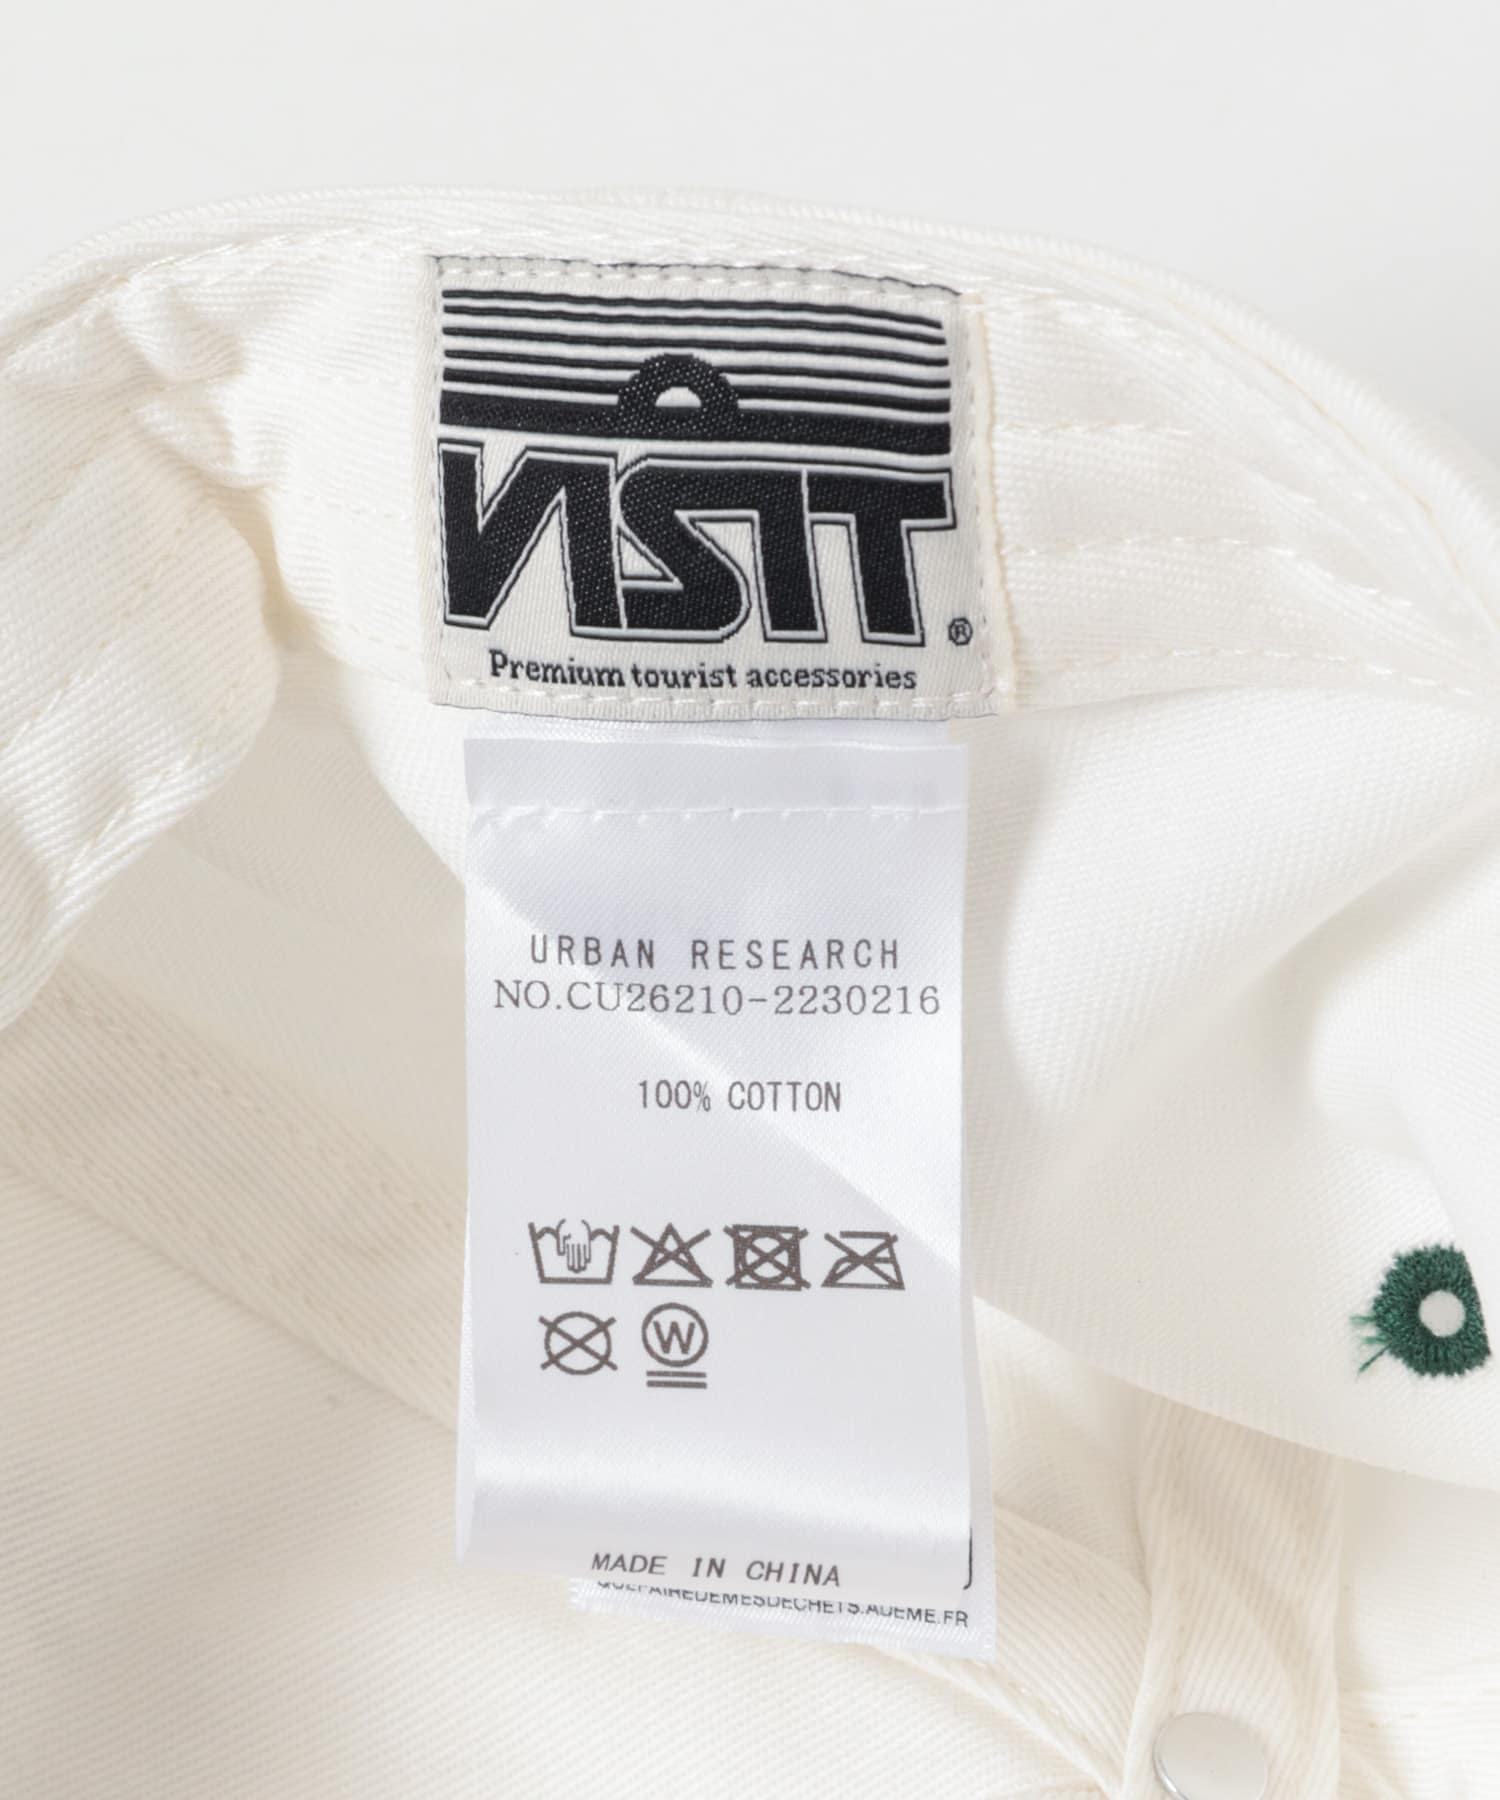 VISIT
®
Premium tourist accessories
URBAN RESEARCH
NO.CU26210-2230216
100% COTTON
W
MADE IN CHINA
QUEFAIREDEMESDECHETS.ADEME.FR